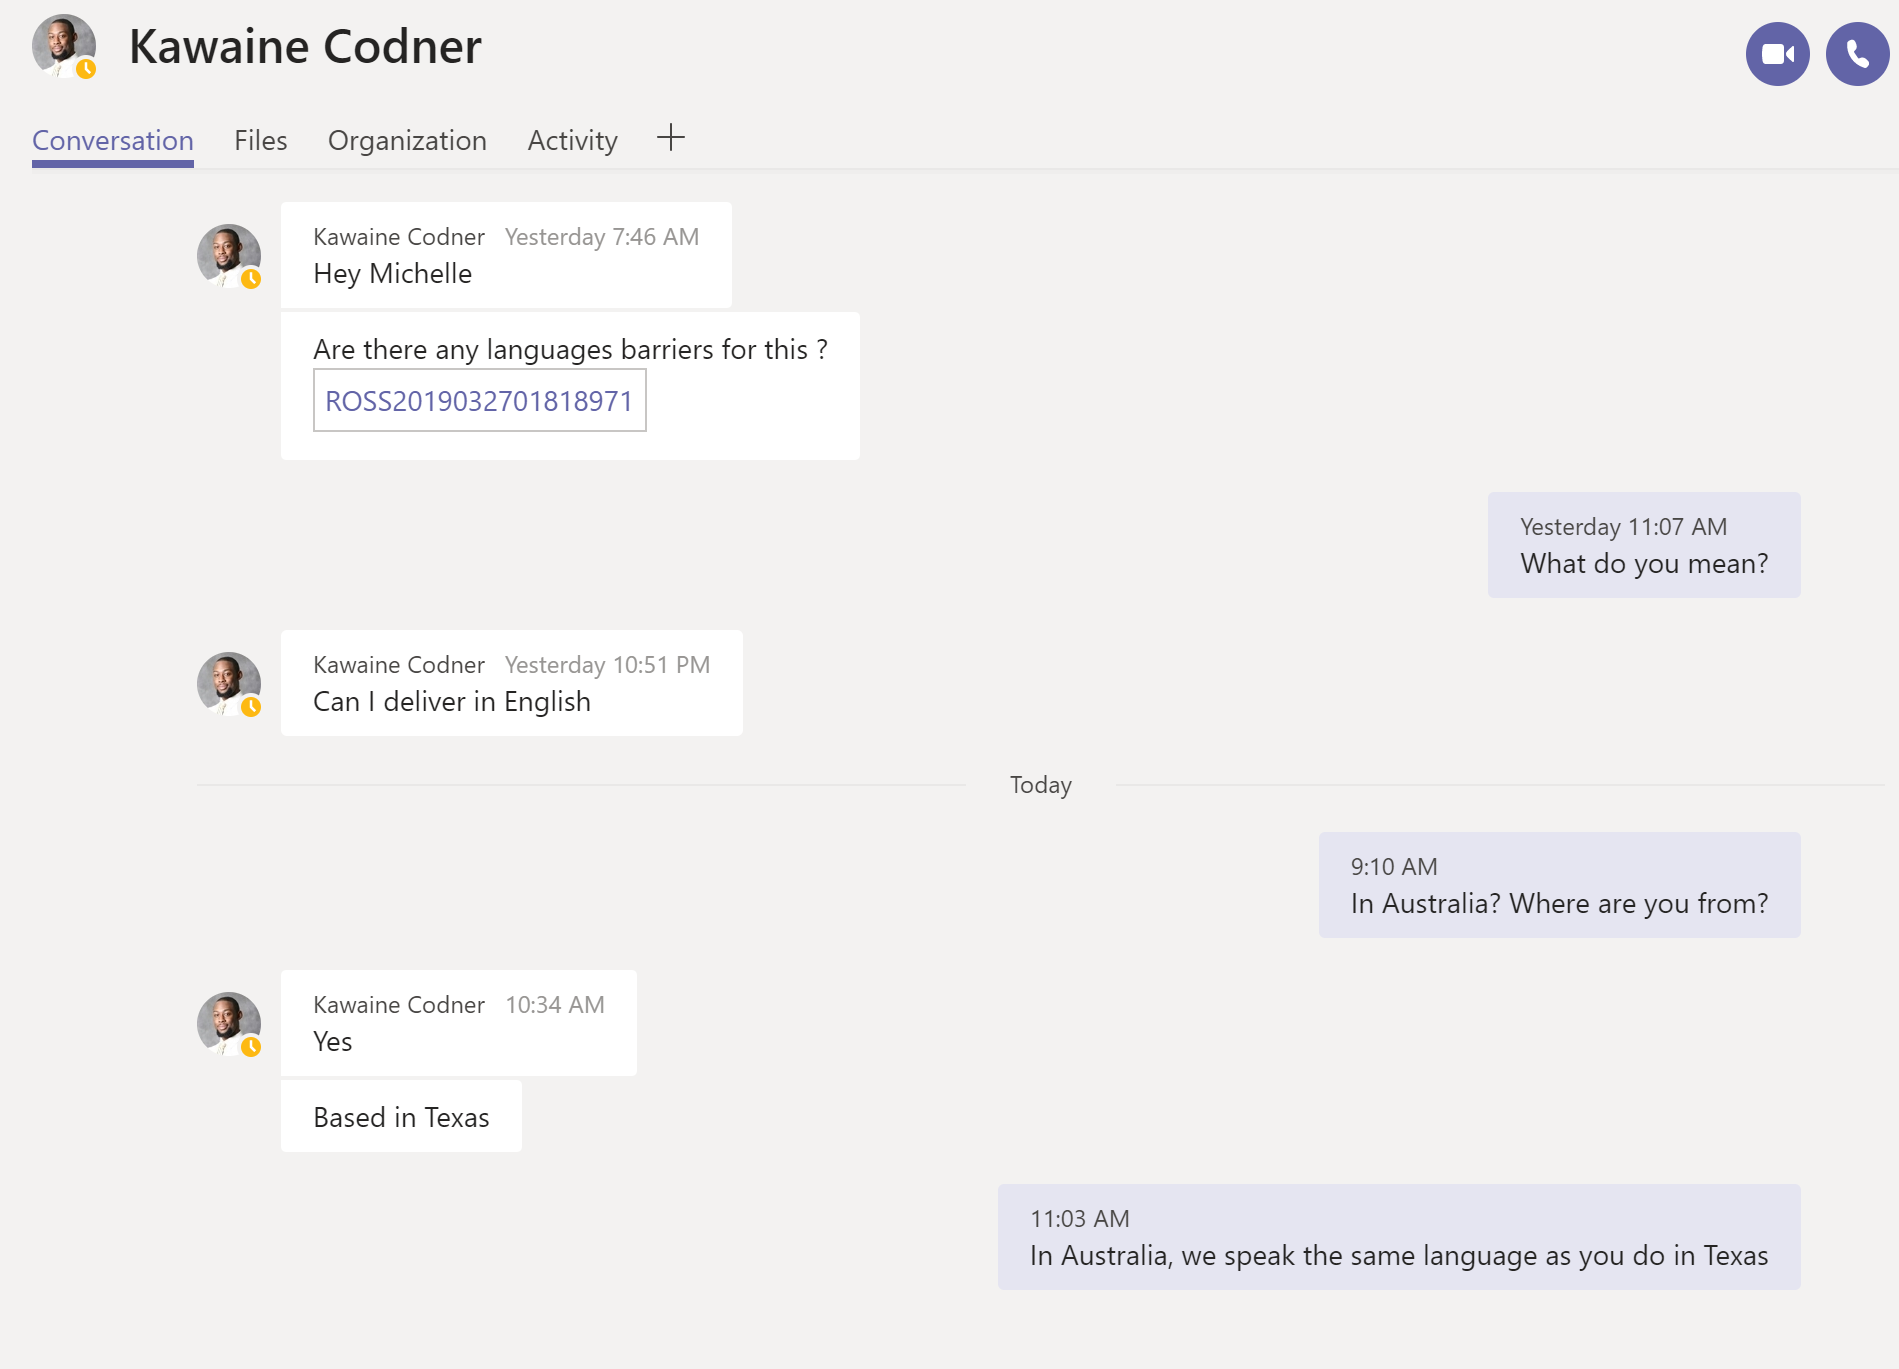 Kawaine Codner
Conversation Files Organization Activity
Kawaine Codner Yesterday 7:46 AM
Hey Michelle
Are there any languages barriers for this ?
ROSS2019032701818971
Yesterday 11:07 AM
What do you mean?
Kawaine Codner Yesterday 10:51 PM
Can I deliver in English
Today
9:10 AM
In Australia? Where are you from?
Kawaine Codner 10:34 AM
Yes
Based in Texas
11:03 AM
In Australia, we speak the same language as you do in Texas